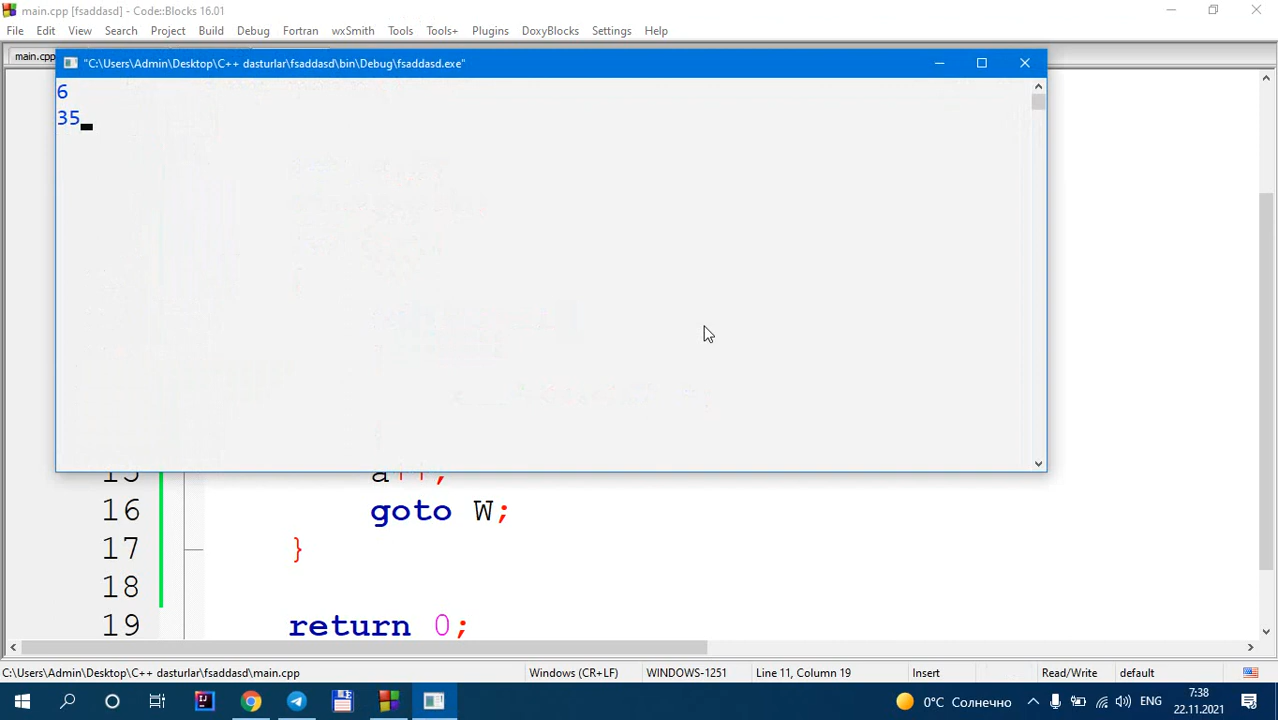 main.cpp [fsaddasd] - Code::Blocks 16.01
File Edit View Search Project Build Debug Fortran wxSmith Tools Tools+ Plugins DoxyBlocks Settings Help
main.cpp
"C:\Users\Admin\Desktop\C++ dasturlar\fsaddasd\bin\Debug\fsaddasd.exe"
6
35
15 a++;
16 goto W;
17 }
18
19 return 0;
C:\Users\Admin\Desktop\C++ dasturlar\fsaddasd\main.cpp Windows (CR+LF) WINDOWS-1251 Line 11, Column 19 Insert Read/Write default
0°C Солнечно ENG 7:38
22.11.2021